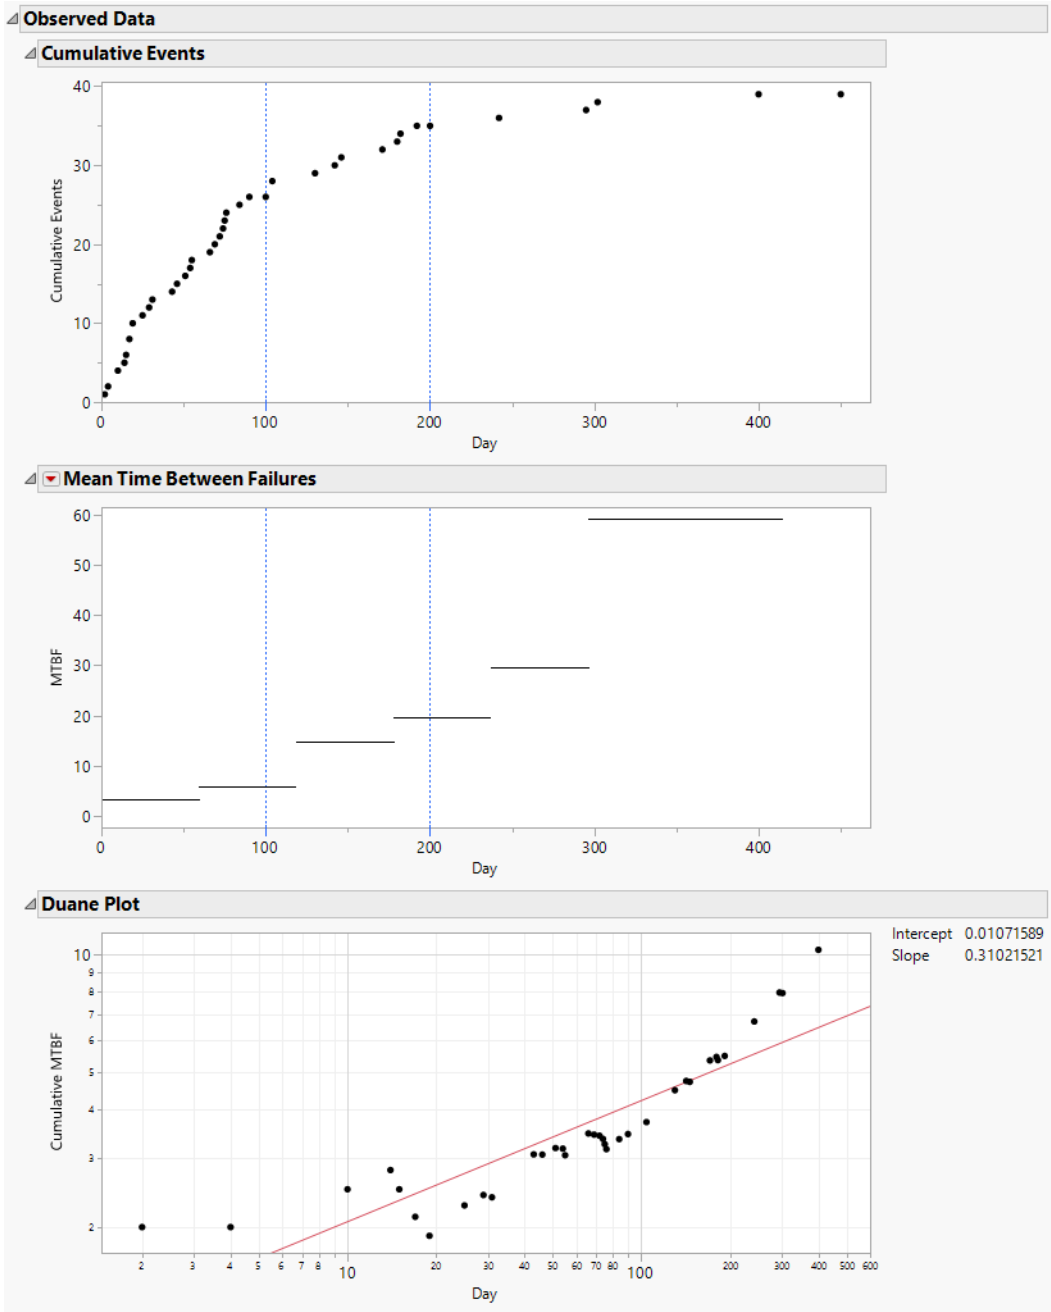 Observed Data
Cumulative Events
40
30
20
10
0
Cumulative Events
0 100 200 300 400
Day
Mean Time Between Failures
60
50
40
30
20
10
0
MTBF
0 100 200 300 400
Day
Duane Plot
Intercept 0.01071589
Slope 0.31021521
10
9
8
7
6
5
4
3
2
Cumulative MTBF
2 3 4 5 6 7 8 10 20 30 40 50 60 70 80 100 200 300 400 500 600
Day